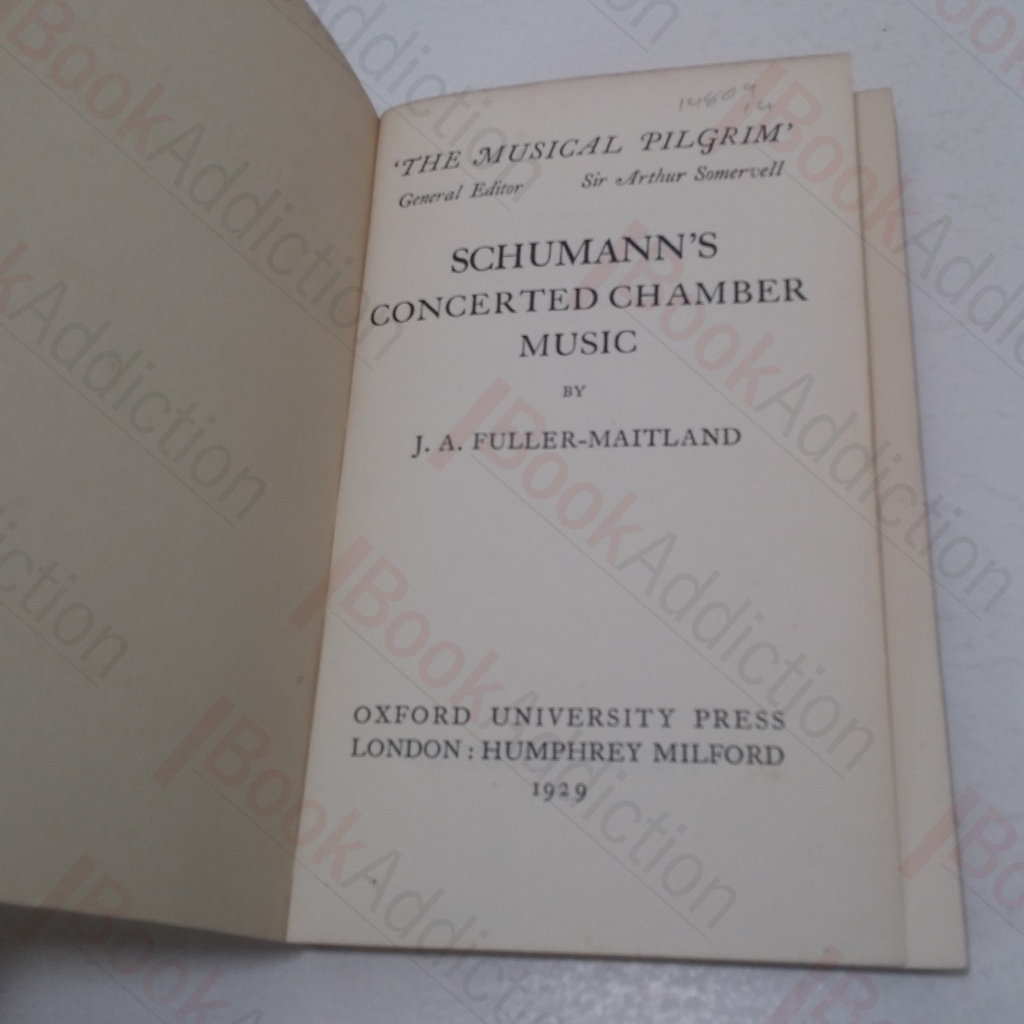 'THE MUSICAL PILGRIM'
General Editor Sir Arthur Somervell
SCHUMANN'S
CONCERTED CHAMBER
MUSIC
BY
J. A. FULLER-MAITLAND
OXFORD UNIVERSITY PRESS
LONDON : HUMPHREY MILFORD
1929
BookAddiction